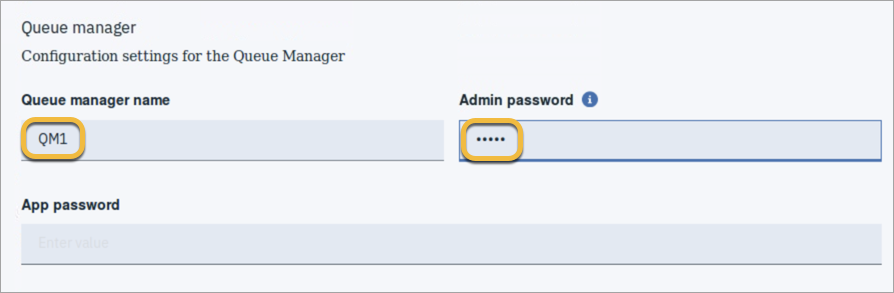 Queue manager
Configuration settings for the Queue Manager
Queue manager name
Admin password i
QM1
•••••
App password
Enter value